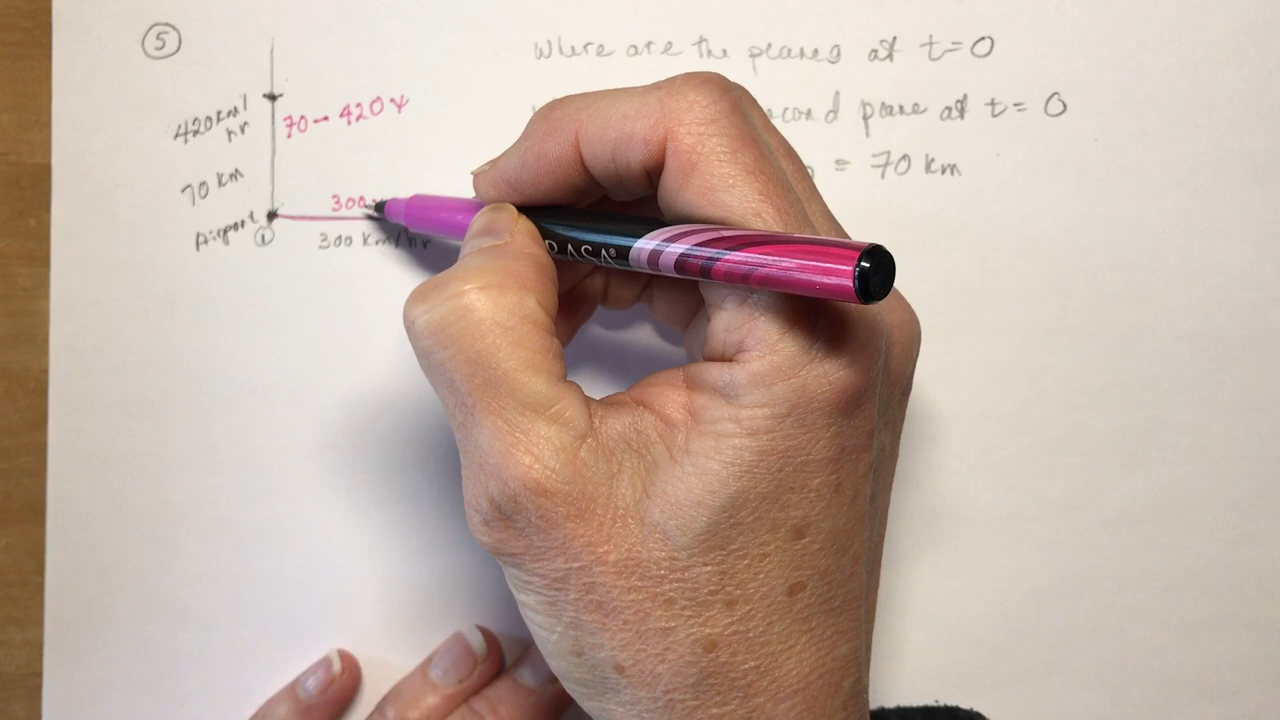 5
where are the planes at t=0
420 km/
hr
70 - 420
cond plane at t= 0
70 km
= 70 km
300
Airport
1
300 km/hr
RASA®